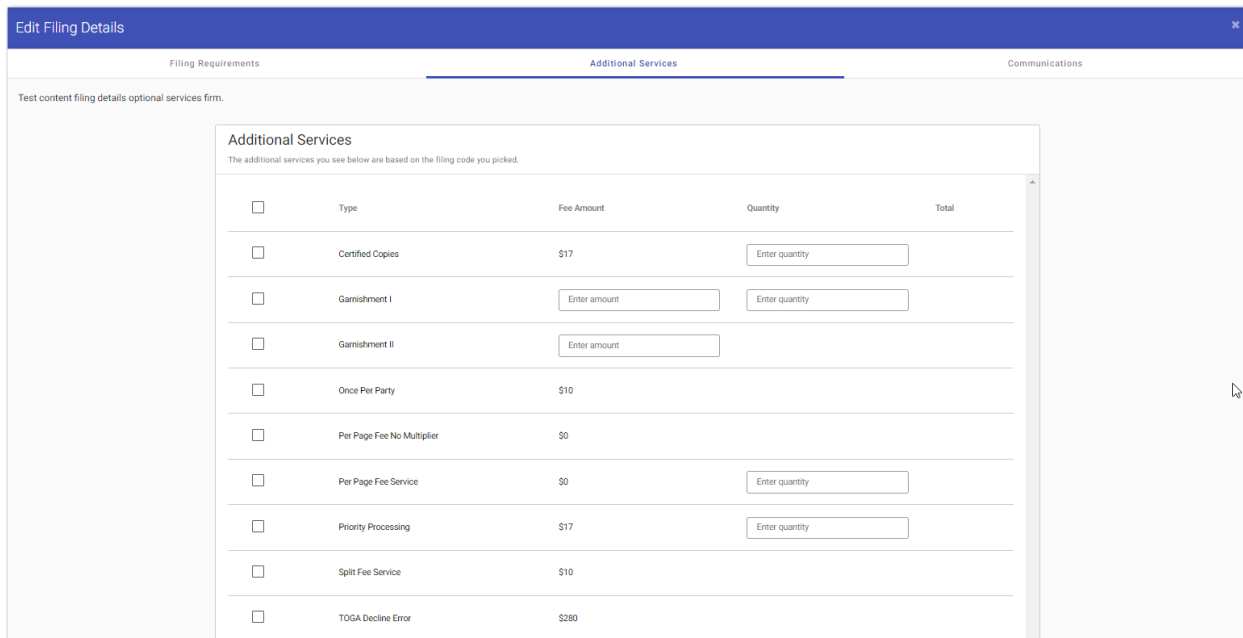 Edit Filing Details
Filing Requirements Additional Services Communications
Test content filing details optional services firm.
Additional Services
The additional services you see below are based on the filing code you picked.
Type Fee Amount Quantity Total
Certified Copies $17 Enter quantity
Garnishment I Enter amount Enter quantity
Garnishment II Enter amount
Once Per Party $10
Per Page Fee No Multiplier $0
Per Page Fee Service $0 Enter quantity
Priority Processing $17 Enter quantity
Split Fee Service $10
TOGA Decline Error $280